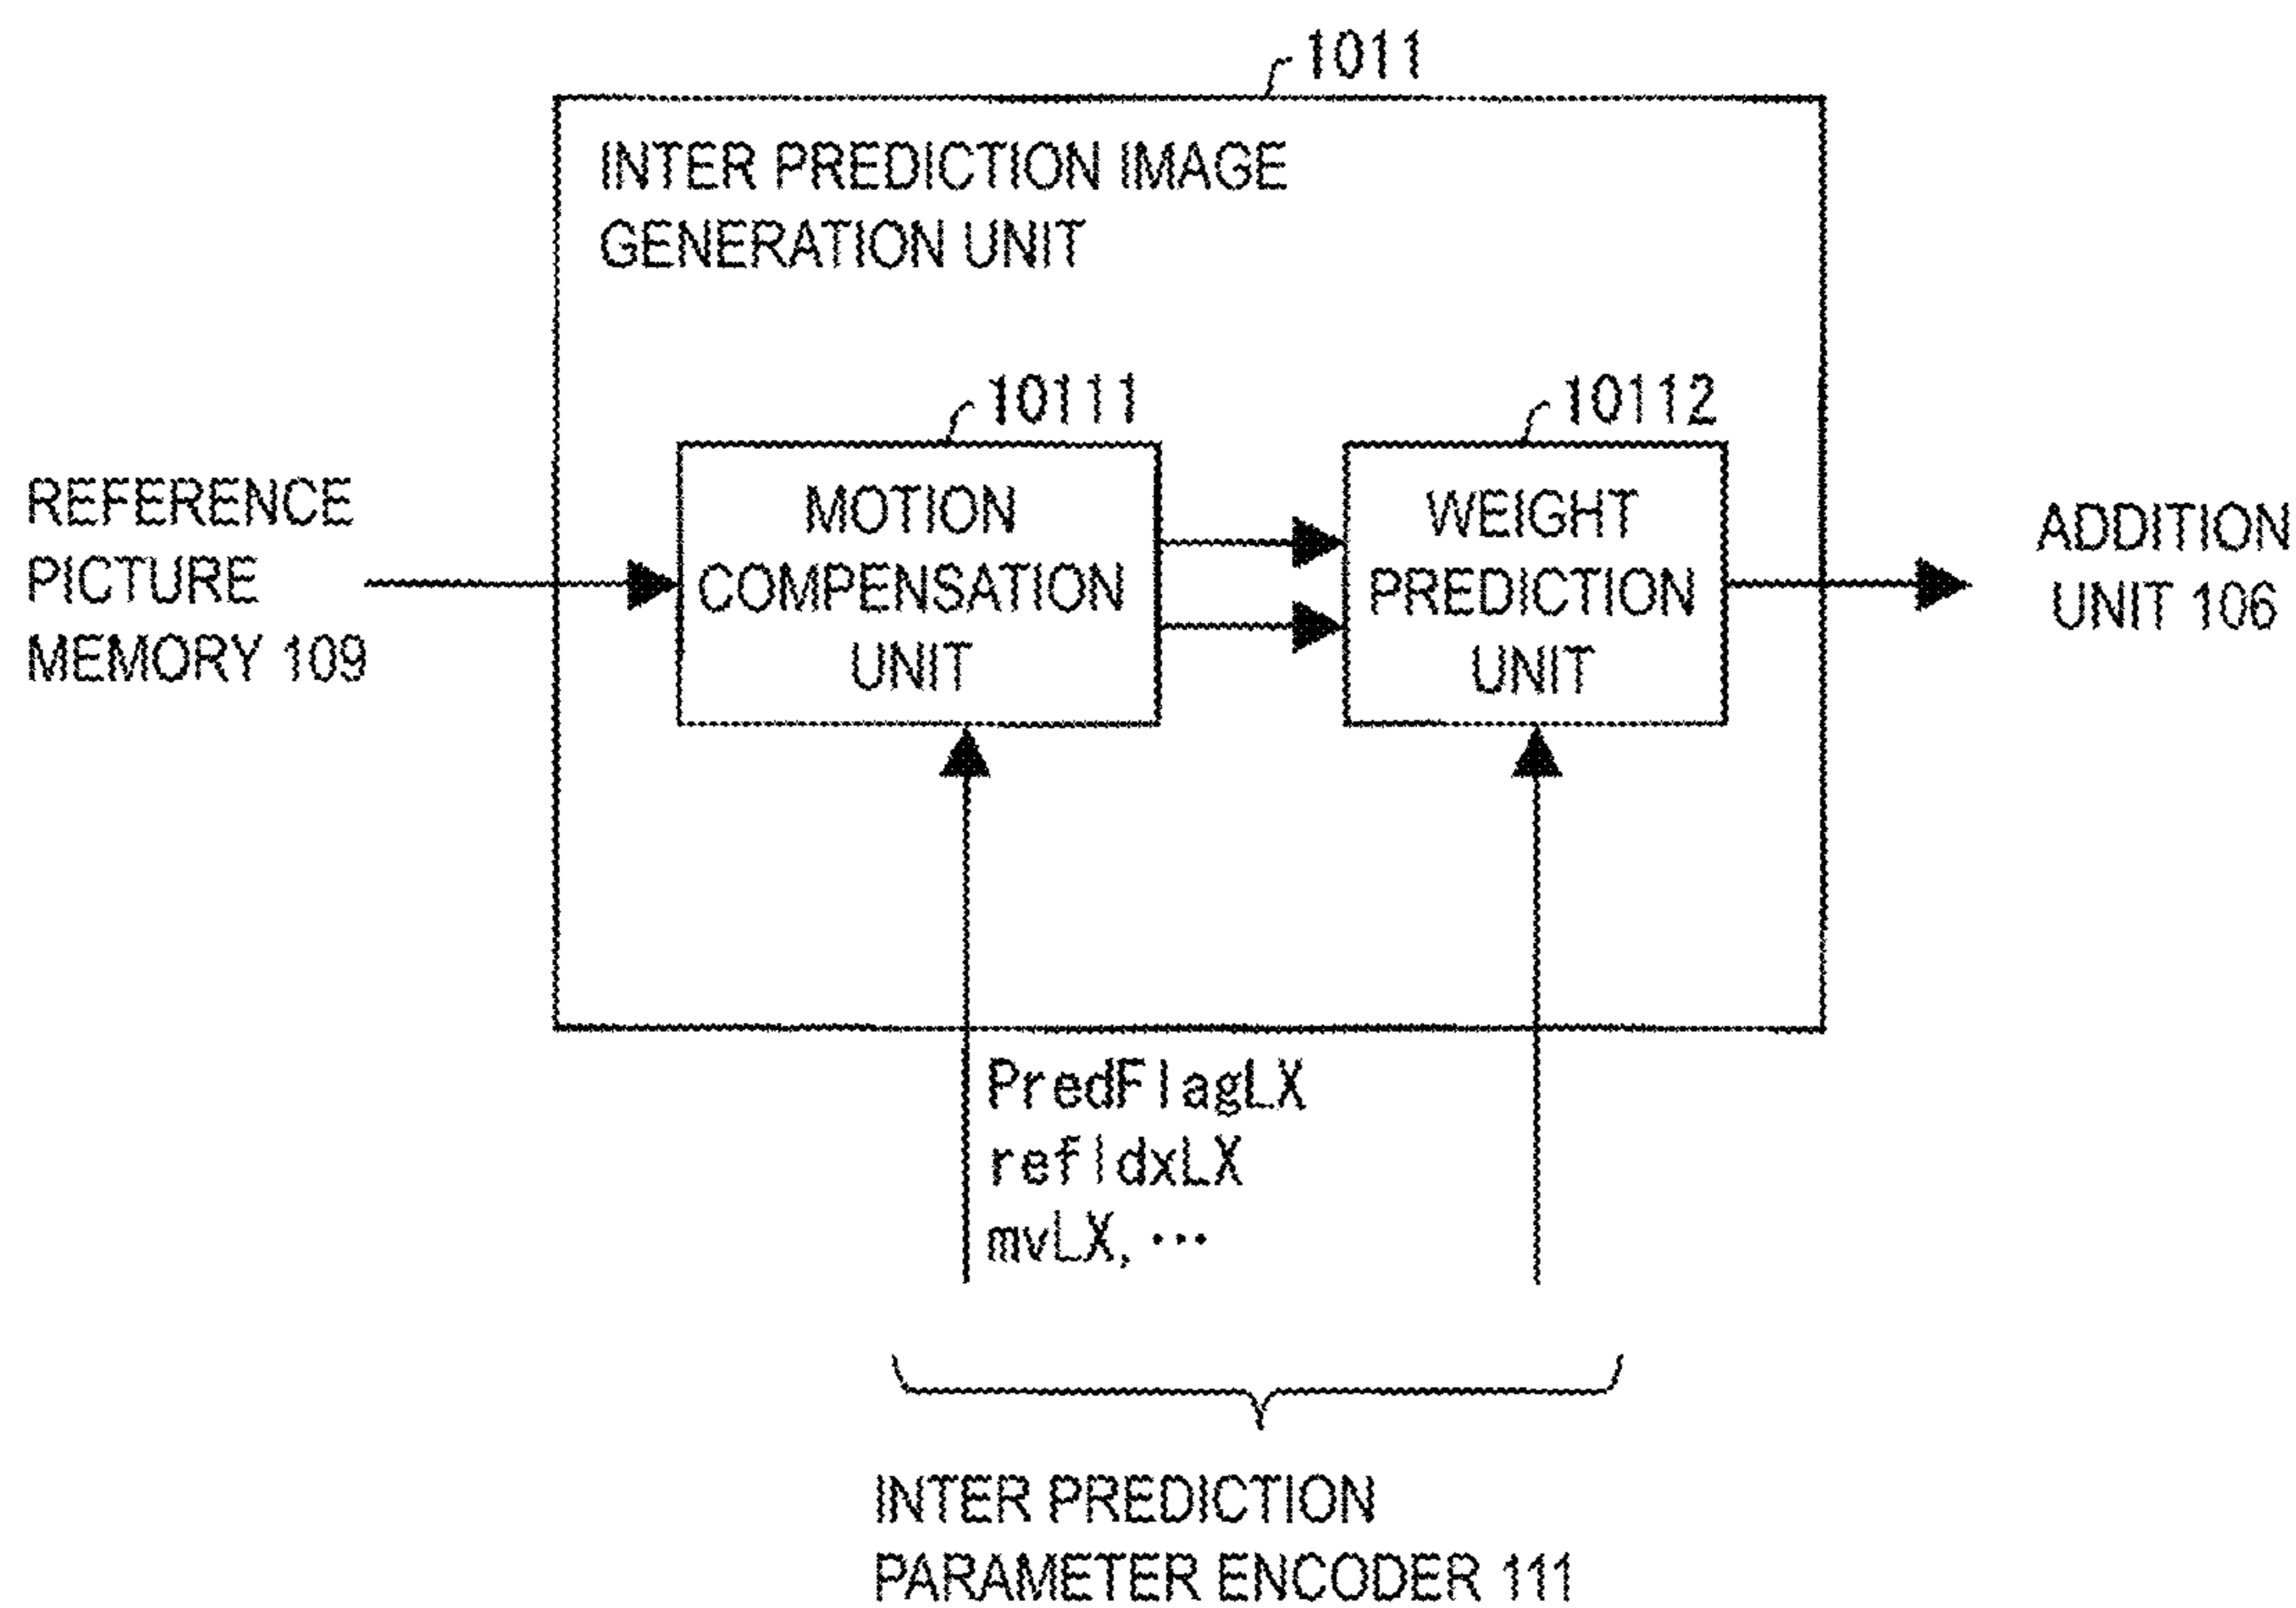 1011
INTER PREDICTION IMAGE
GENERATION UNIT
10111
10112
REFERENCE
PICTURE
MEMORY 109
MOTION
COMPENSATION
UNIT
WEIGHT
PREDICTION
UNIT
ADDITION
UNIT 106
PredFlagLX
refIdxLX
mvLX, ···
INTER PREDICTION
PARAMETER ENCODER 111